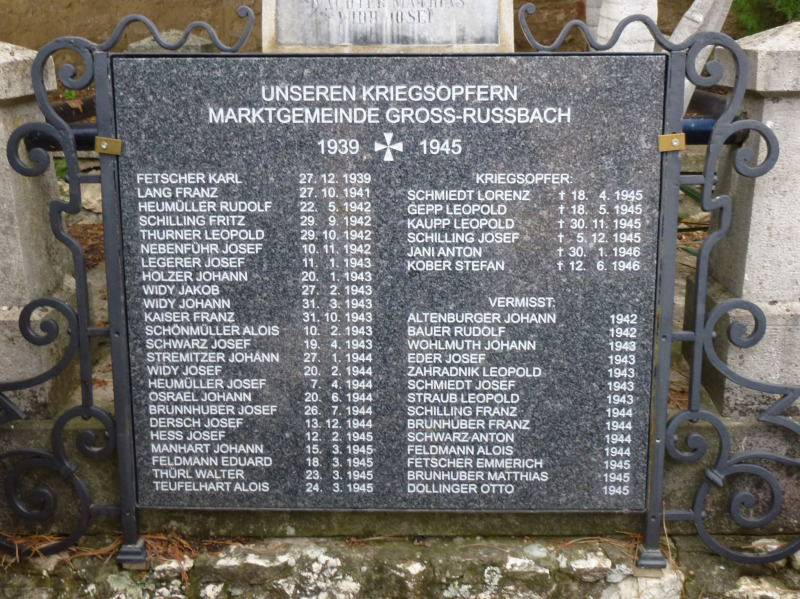 WÄCHTER MATHIAS
WIDH JOSEF
UNSEREN KRIEGSOPFERN
MARKTGEMEINDE GROSS-RUSSBACH
1939 1945
FETSCHER KARL 27. 12. 1939
LANG FRANZ 27. 10. 1941
HEUMÜLLER RUDOLF 22. 5. 1942
SCHILLING FRITZ 29. 9. 1942
THURNER LEOPOLD 29. 10. 1942
NEBENFÜHR JOSEF 10. 11. 1942
LEGERER JOSEF 11. 1. 1943
HOLZER JOHANN 20. 1. 1943
WIDY JAKOB 27. 2. 1943
WIDY JOHANN 31. 3. 1943
KAISER FRANZ 31. 10. 1943
SCHÖNMÜLLER ALOIS 10. 2. 1943
SCHWARZ JOSEF 19. 4. 1943
STREMITZER JOHANN 27. 1. 1944
WIDY JOSEF 20. 2. 1944
HEUMÜLLER JOSEF 7. 4. 1944
OSRAEL JOHANN 20. 6. 1944
BRUNNHUBER JOSEF 26. 7. 1944
DERSCH JOSEF 13. 12. 1944
HESS JOSEF 12. 2. 1945
MANHART JOHANN 15. 3. 1945
FELDMANN EDUARD 18. 3. 1945
THÜRL WALTER 23. 3. 1945
TEUFELHART ALOIS 24. 3. 1945
KRIEGSOPFER:
SCHMIEDT LORENZ † 18. 4. 1945
GEPP LEOPOLD † 18. 5. 1945
KAUPP LEOPOLD † 30. 11. 1945
SCHILLING JOSEF † 5. 12. 1945
JANI ANTON † 30. 1. 1946
KOBER STEFAN † 12. 6. 1946
VERMISST:
ALTENBURGER JOHANN 1942
BAUER RUDOLF 1942
WOHLMUTH JOHANN 1943
EDER JOSEF 1943
ZAHRADNIK LEOPOLD 1943
SCHMIEDT JOSEF 1943
STRAUB LEOPOLD 1943
SCHILLING FRANZ 1944
BRUNHUBER FRANZ 1944
SCHWARZ ANTON 1944
FELDMANN ALOIS 1944
FETSCHER EMMERICH 1945
BRUNHUBER MATTHIAS 1945
DOLLINGER OTTO 1945